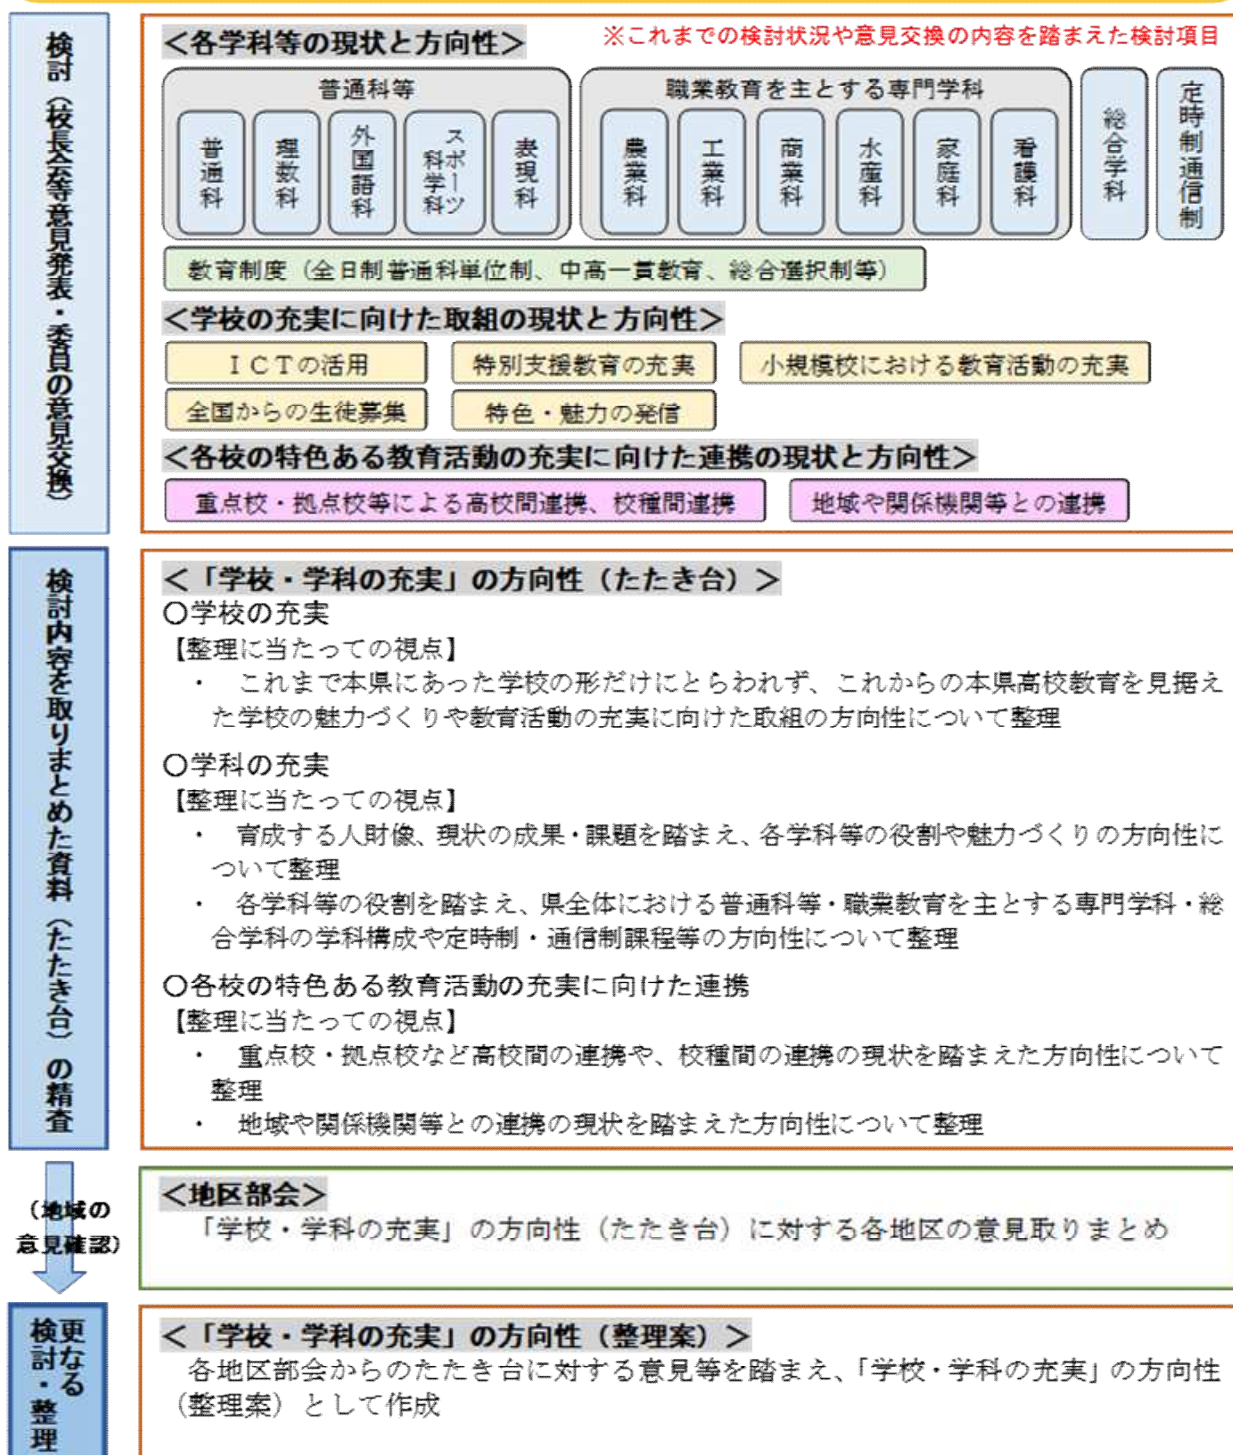 検討（校長会等意見発表・委員の意見交換）
＜各学科等の現状と方向性＞
※これまでの検討状況や意見交換の内容を踏まえた検討項目
普通科等
普通科
理数科
外国語科
スポーツ科学科
表現科
職業教育を主とする専門学科
農業科
工業科
商業科
水産科
家庭科
看護科
総合学科
定時制通信制
教育制度（全日制普通科単位制、中高一貫教育、総合選択制等）
＜学校の充実に向けた取組の現状と方向性＞
ＩＣＴの活用
特別支援教育の充実
小規模校における教育活動の充実
全国からの生徒募集
特色・魅力の発信
＜各校の特色ある教育活動の充実に向けた連携の現状と方向性＞
重点校・拠点校等による高校間連携、校種間連携
地域や関係機関等との連携
検討内容を取りまとめた資料（たたき台）の精査
＜「学校・学科の充実」の方向性（たたき台）＞
〇学校の充実
【整理に当たっての視点】
・　これまで本県にあった学校の形だけにとらわれず、これからの本県高校教育を見据え
た学校の魅力づくりや教育活動の充実に向けた取組の方向性について整理
〇学科の充実
【整理に当たっての視点】
・　育成する人財像、現状の成果・課題を踏まえ、各学科等の役割や魅力づくりの方向性に
ついて整理
・　各学科等の役割を踏まえ、県全体における普通科等・職業教育を主とする専門学科・総
合学科の学科構成や定時制・通信制課程等の方向性について整理
〇各校の特色ある教育活動の充実に向けた連携
【整理に当たっての視点】
・　重点校・拠点校など高校間の連携や、校種間の連携の現状を踏まえた方向性について
整理
・　地域や関係機関等との連携の現状を踏まえた方向性について整理
（地域の
意見確認）
＜地区部会＞
「学校・学科の充実」の方向性（たたき台）に対する各地区の意見取りまとめ
更なる
検討・整理
＜「学校・学科の充実」の方向性（整理案）＞
各地区部会からのたたき台に対する意見等を踏まえ、「学校・学科の充実」の方向性
（整理案）として作成